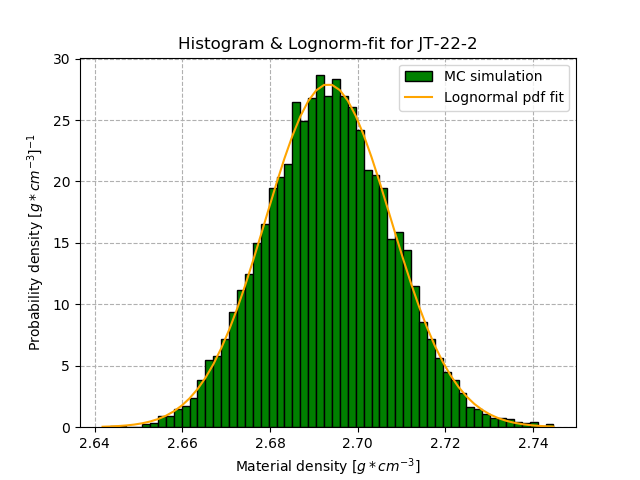 Histogram & Lognorm-fit for JT-22-2
MC simulation
Lognormal pdf fit
30
25
20
15
10
5
0
Probability density [g * cm⁻³]⁻¹
2.64 2.66 2.68 2.70 2.72 2.74
Material density [g * cm⁻³]